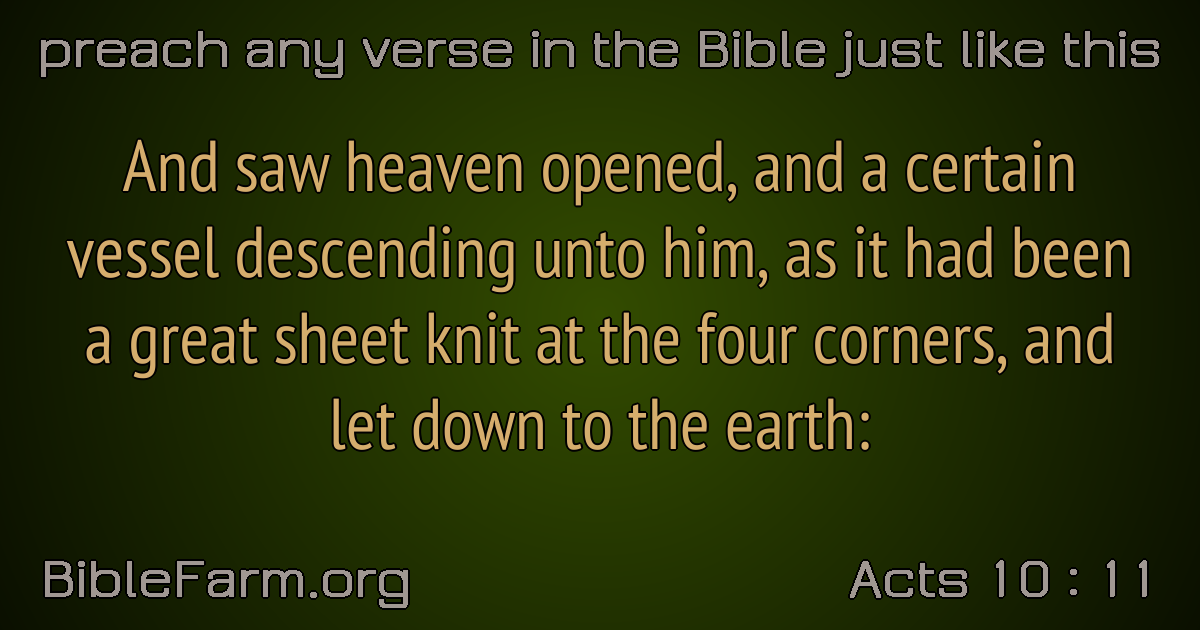 preach any verse in the Bible just like this
And saw heaven opened, and a certain
vessel descending unto him, as it had been
a great sheet knit at the four corners, and
let down to the earth:
BibleFarm.org
Acts 10 : 11